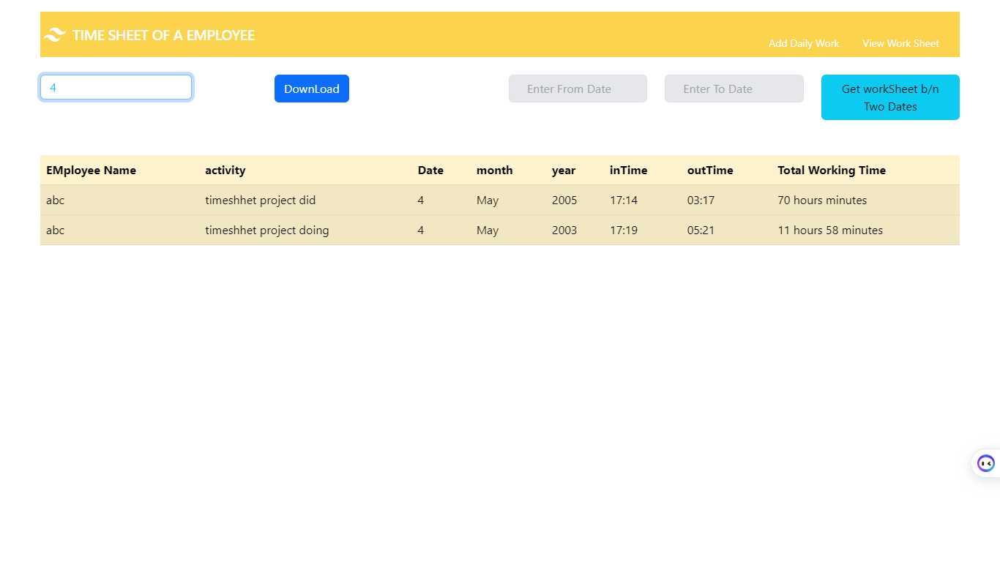 TIME SHEET OF A EMPLOYEE
Add Daily Work View Work Sheet
4
DownLoad
Enter From Date
Enter To Date
Get workSheet b/n
Two Dates
EMployee Name activity Date month year inTime outTime Total Working Time
abc timeshhet project did 4 May 2005 17:14 03:17 70 hours minutes
abc timeshhet project doing 4 May 2003 17:19 05:21 11 hours 58 minutes